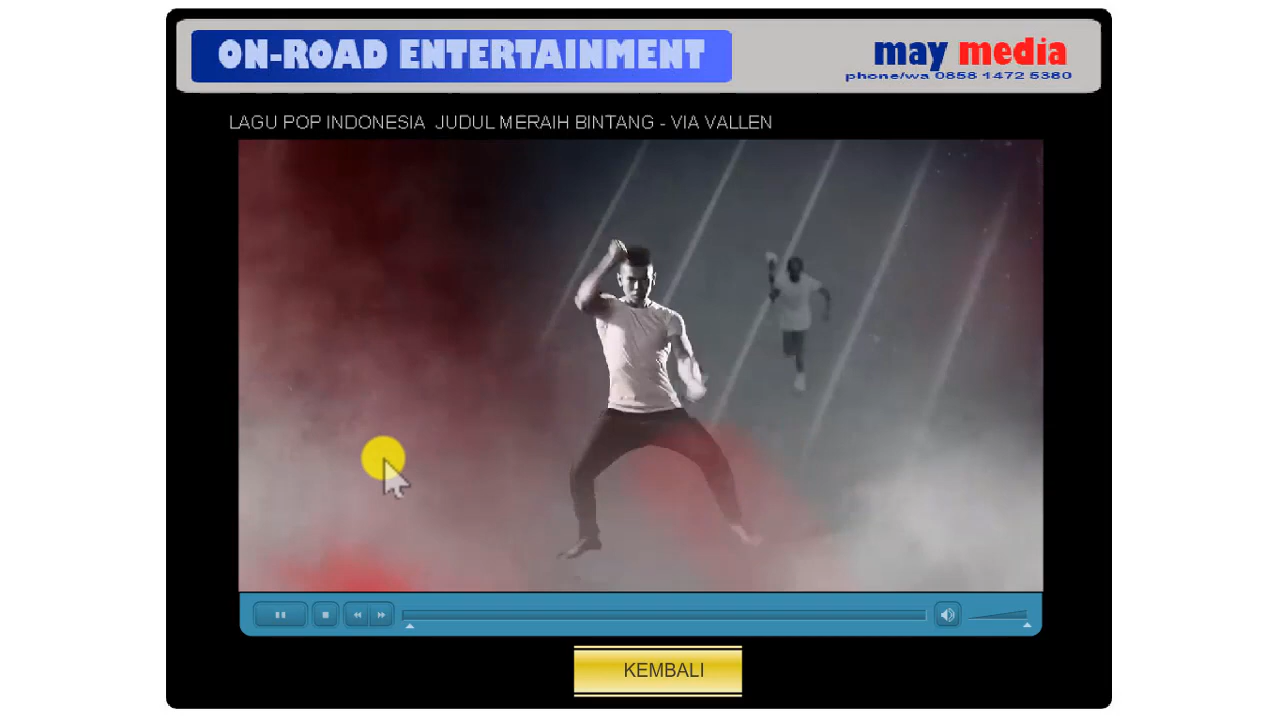 ON-ROAD ENTERTAINMENT
may media
phone/wa 0858 1472 5380
LAGU POP INDONESIA  JUDUL MERAIH BINTANG - VIA VALLEN
KEMBALI